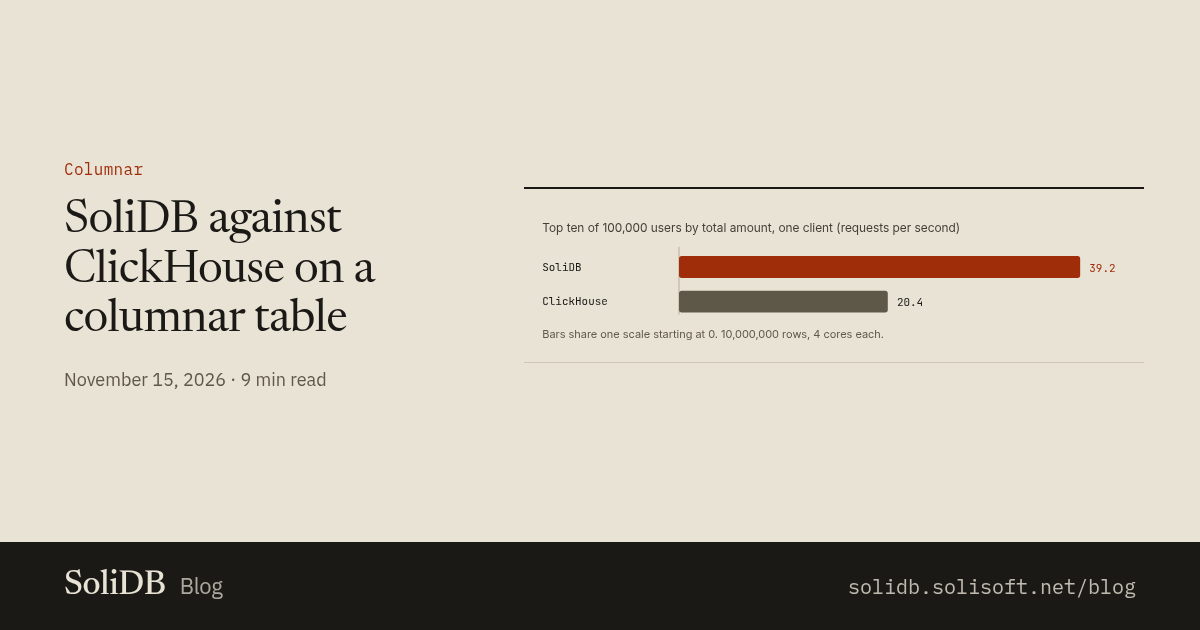 Columnar
SoliDB against
ClickHouse on a
columnar table
November 15, 2026 · 9 min read
Top ten of 100,000 users by total amount, one client (requests per second)
SoliDB 39.2
ClickHouse 20.4
Bars share one scale starting at 0. 10,000,000 rows, 4 cores each.
SoliDB Blog
solidb.solisoft.net/blog